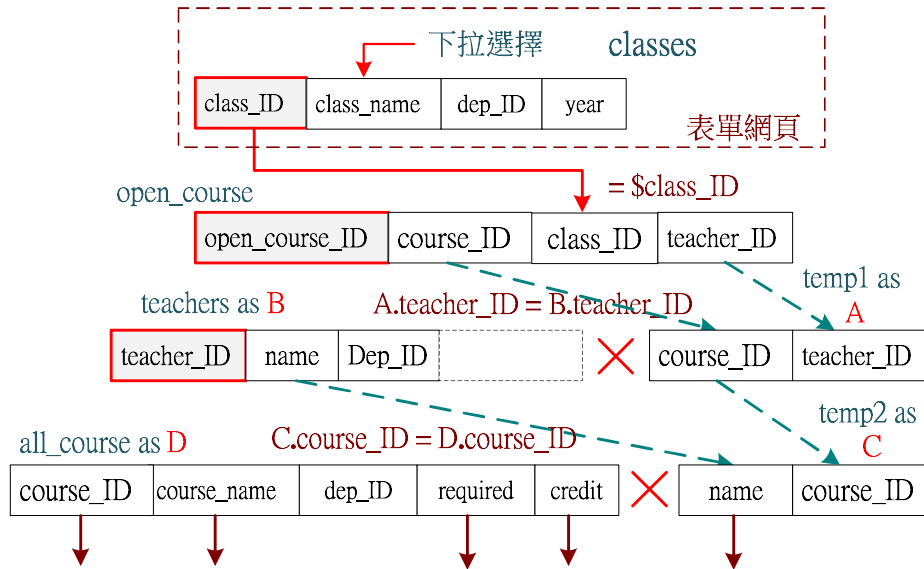 下拉選擇 classes
class_ID class_name dep_ID year
表單網頁
= $class_ID
open_course
open_course_ID course_ID class_ID teacher_ID
temp1 as
A
teachers as B A.teacher_ID = B.teacher_ID
teacher_ID name Dep_ID × course_ID teacher_ID
temp2 as
C
all_course as D C.course_ID = D.course_ID
course_ID course_name dep_ID required credit × name course_ID